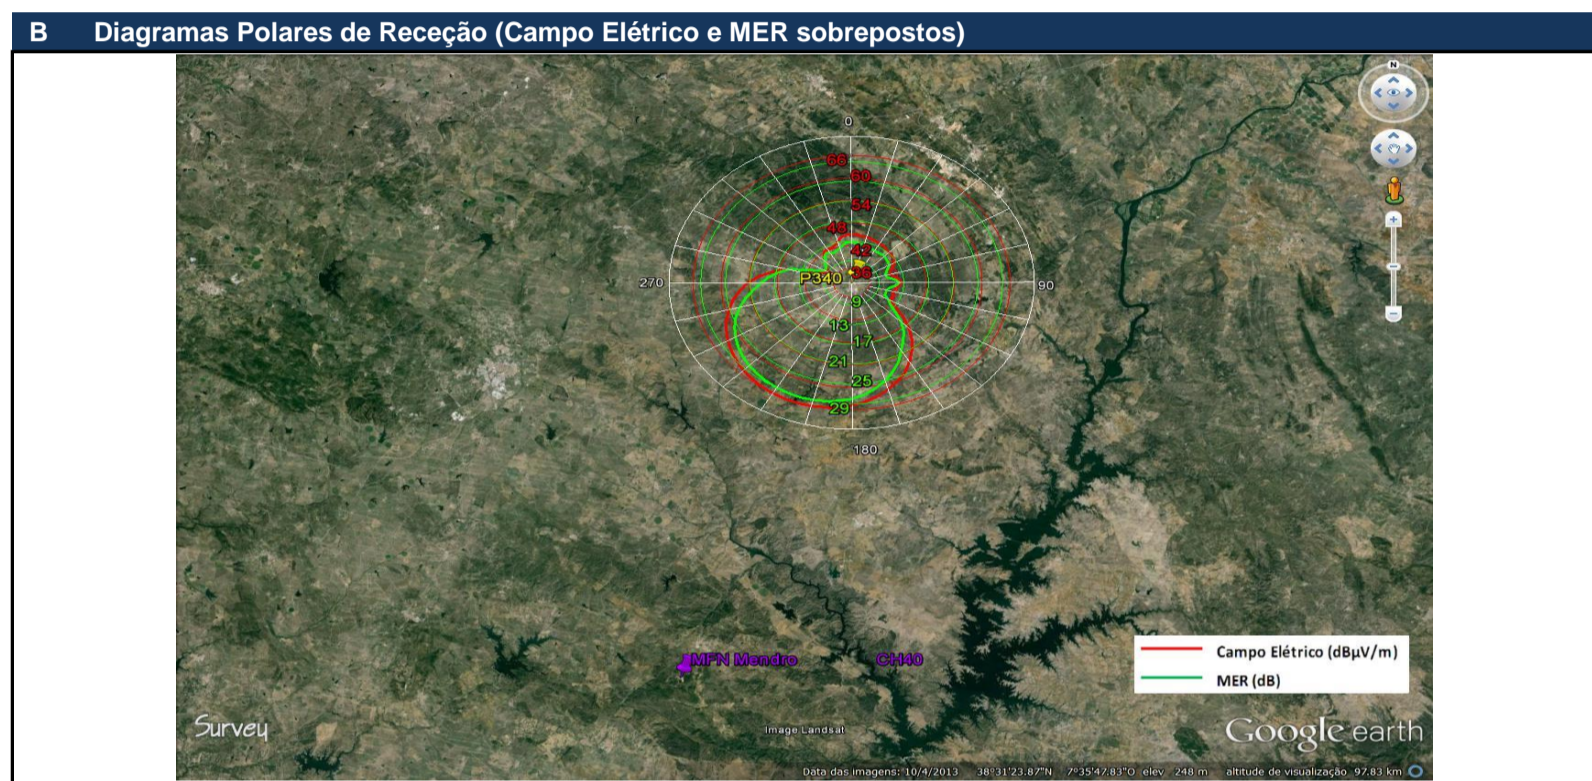 B Diagramas Polares de Receção (Campo Elétrico e MER sobrepostos)
N
0
66
60
54
48
42
36
P340
270
90
9
13
17
21
25
29
180
MFN Mendro CH40
Campo Elétrico (dBµV/m)
MER (dB)
Survey
Image Landsat
Google earth
Data das imagens: 10/4/2013 38°31'23.87"N 7°35'47.83"O elev 248 m altitude de visualização 97.83 km